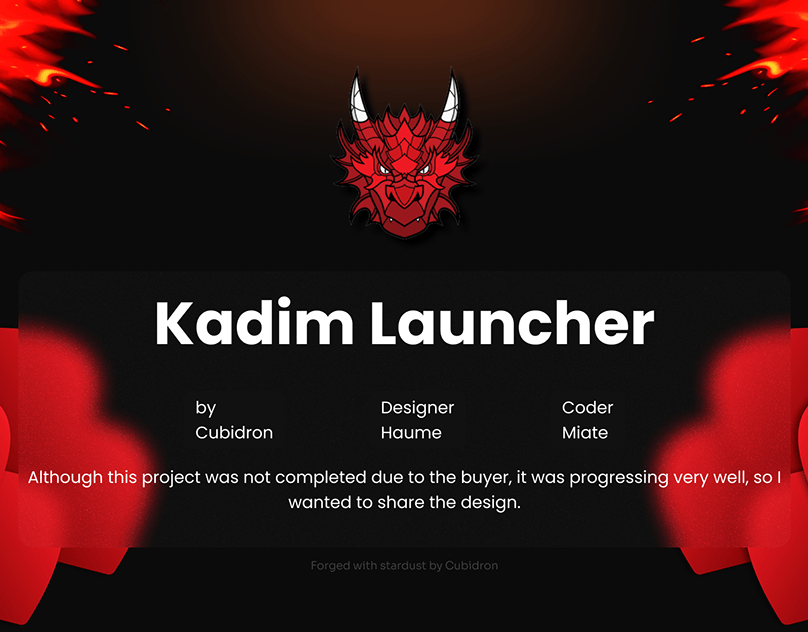 Kadim Launcher
by
Cubidron
Designer
Haume
Coder
Miate
Although this project was not completed due to the buyer, it was progressing very well, so I
wanted to share the design.
Forged with stardust by Cubidron